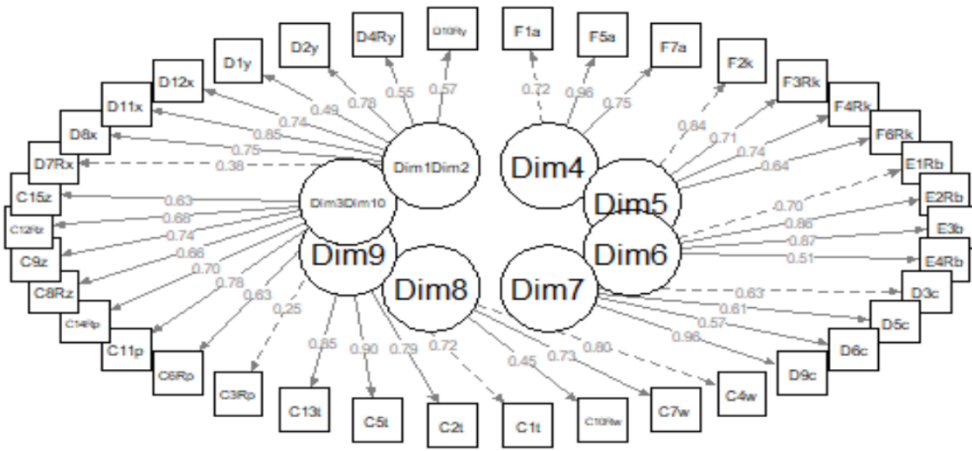 D10Ry
F1a
D4Ry
F5a
D2y
F7a
D1y
F2k
D12x
F3Rk
D11x
F4Rk
D8x
F6Rk
D7Rx
E1Rb
C15z
E2Rb
C12Rz
E3b
C9z
E4Rb
C8Rz
D3c
C14Rp
D5c
C11p
D6c
C6Rp
D9c
C3Rp
C4w
C13t
C7w
C5t
C10Rw
C2t
C1t
Dim1Dim2
Dim4
Dim3Dim10
Dim5
Dim9
Dim6
Dim8
Dim7
0.57
0.55
0.78
0.49
0.74
0.85
0.75
0.38
0.72
0.96
0.75
0.84
0.71
0.74
0.64
0.63
0.68
0.74
0.66
0.70
0.78
0.63
0.25
0.70
0.86
0.87
0.51
0.63
0.61
0.57
0.96
0.85
0.90
0.79
0.72
0.45
0.73
0.80